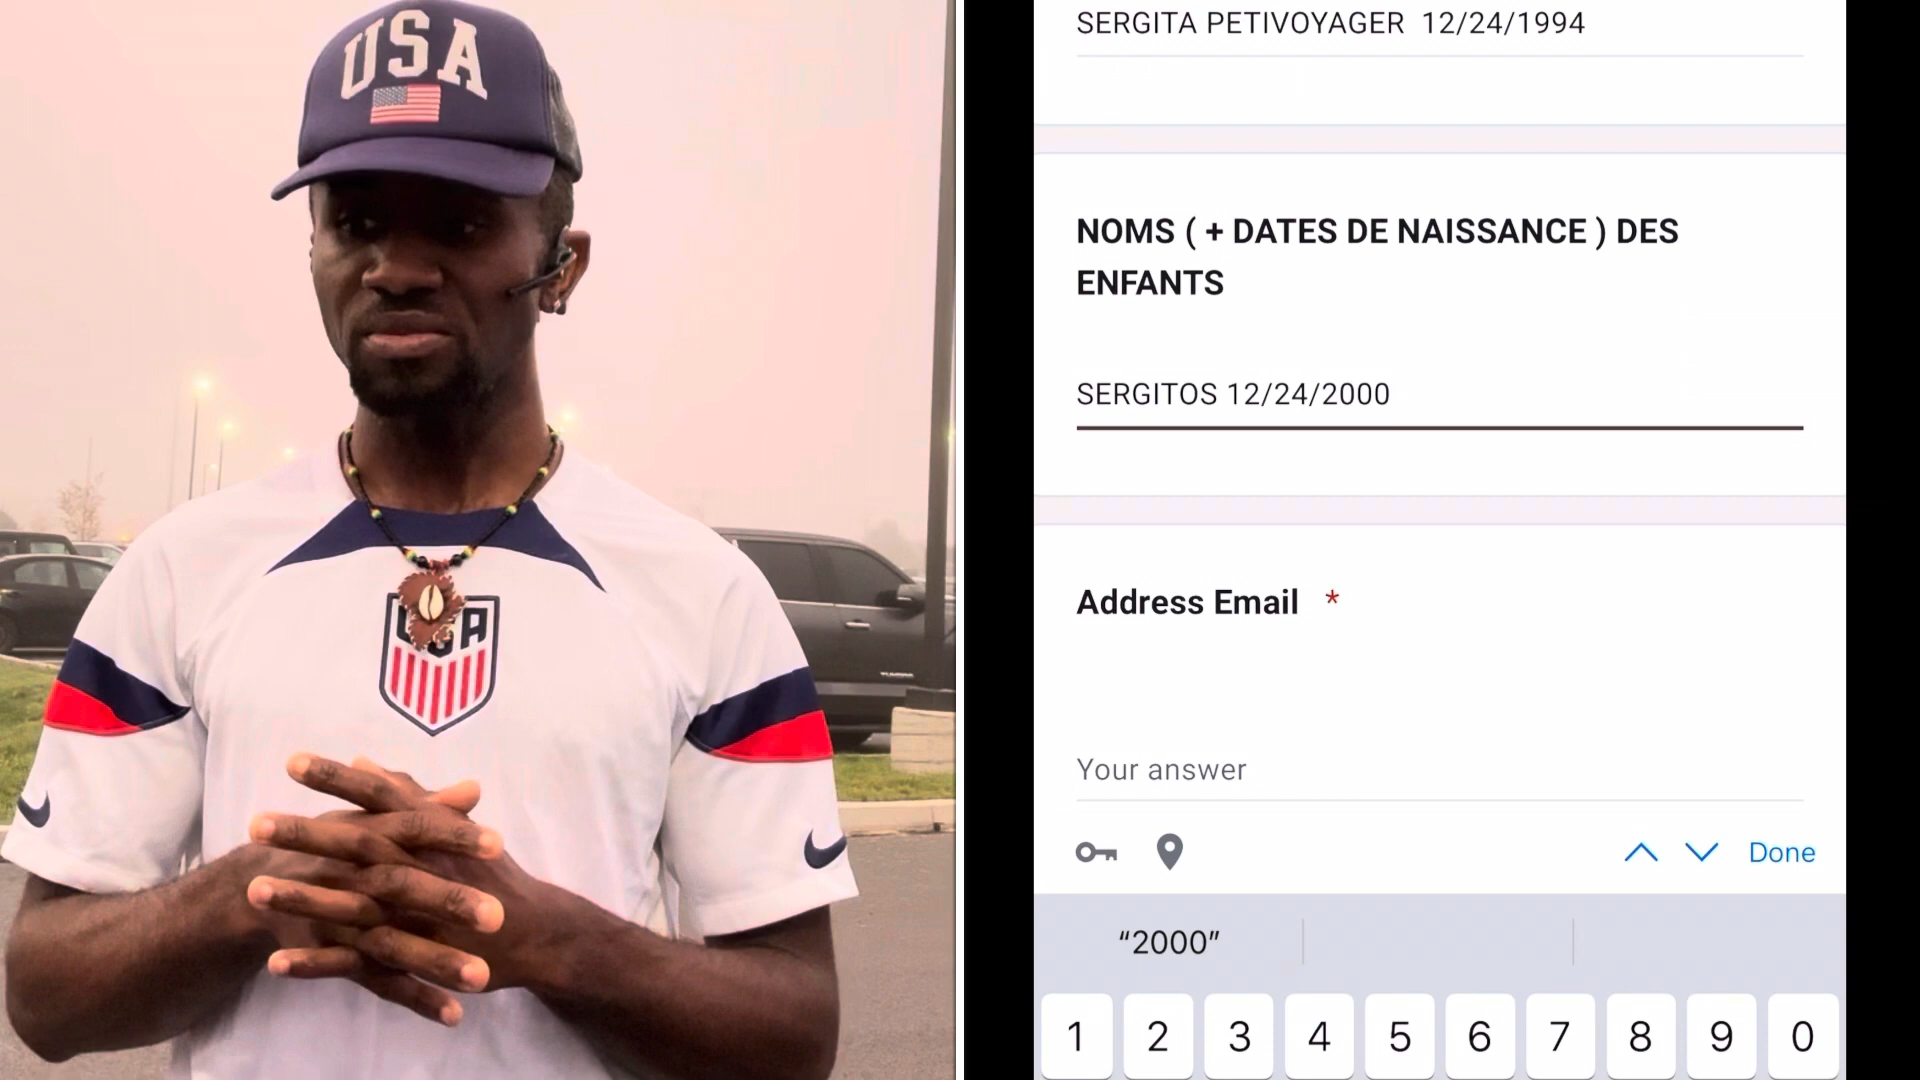 USA
USA
SERGITA PETIVOYAGER 12/24/1994
NOMS ( + DATES DE NAISSANCE ) DES
ENFANTS
SERGITOS 12/24/2000
Address Email *
Your answer
Done
“2000”
1 2 3 4 5 6 7 8 9 0